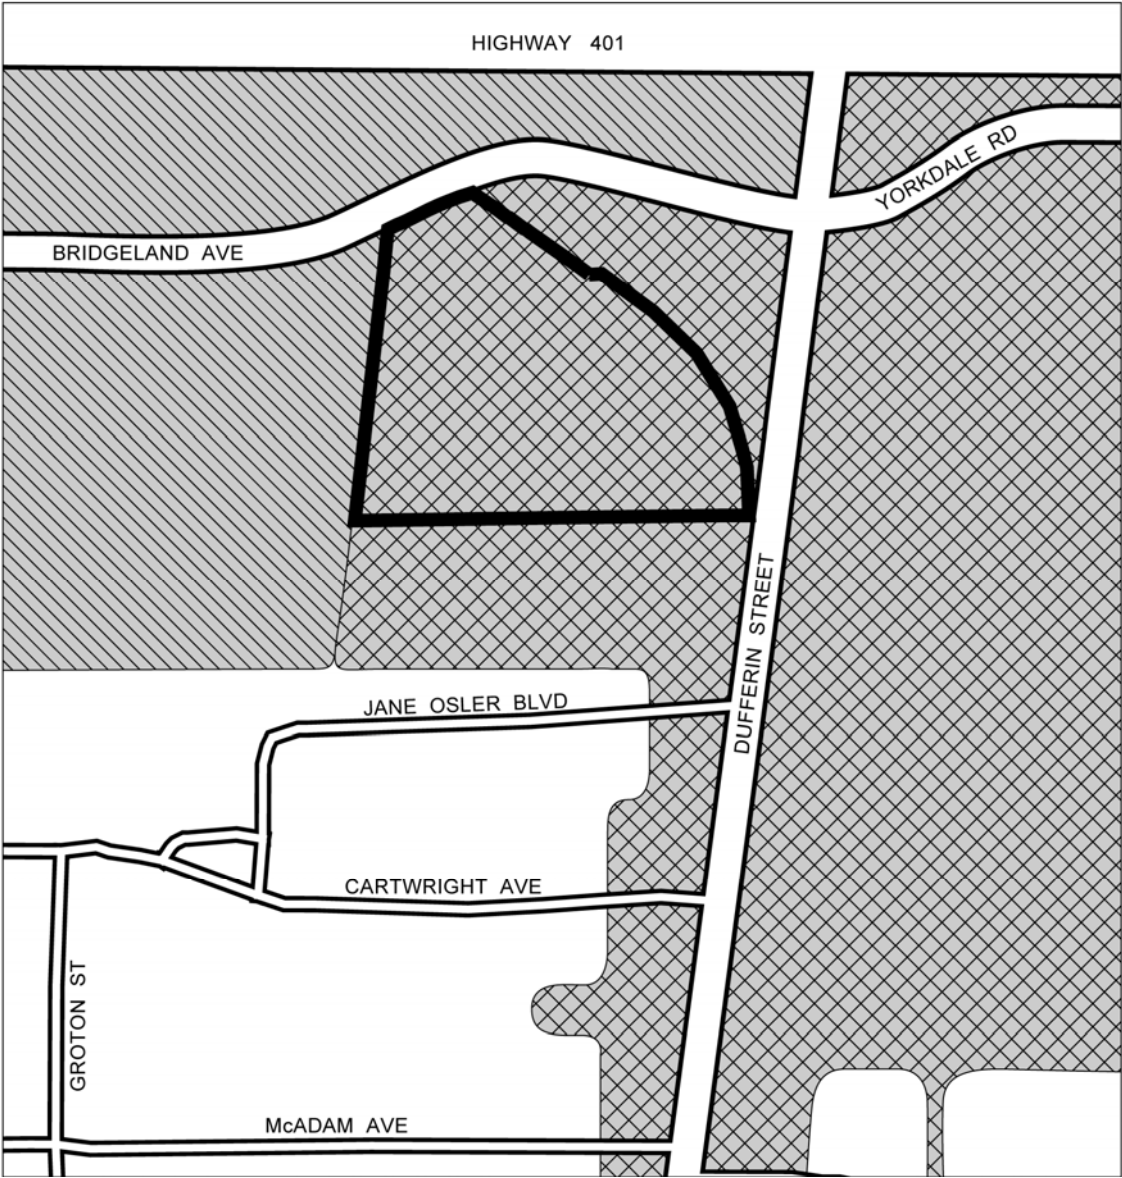 HIGHWAY 401
YORKDALE RD
BRIDGELAND AVE
DUFFERIN STREET
JANE OSLER BLVD
CARTWRIGHT AVE
GROTON ST
McADAM AVE